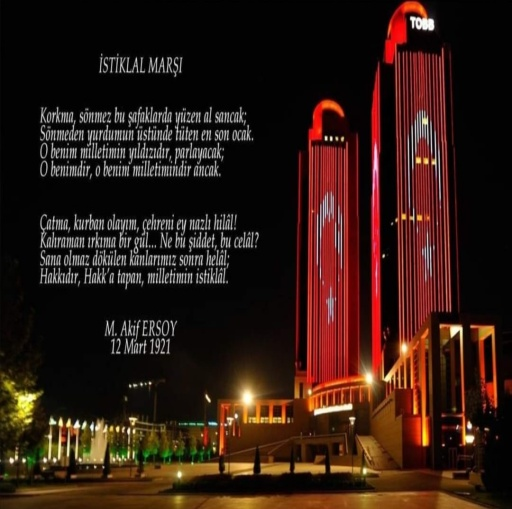 TOBB
İSTİKLAL MARŞI
Korkma, sönmez bu şafaklarda yüzen al sancak;
Sönmeden yurdumun üstünde tüten en son ocak.
O benim milletimin yıldızıdır, parlayacak;
O benimdir, o benim milletimindir ancak.
Çatma, kurban olayım, çehreni ey nazlı hilâl!
Kahraman ırkıma bir gül... Ne bu şiddet, bu celâl?
Sana olmaz dökülen kanlarımız sonra helâl;
Hakkıdır, Hakk'a tapan, milletimin istiklâl.
M. Akif ERSOY
12 Mart 1921